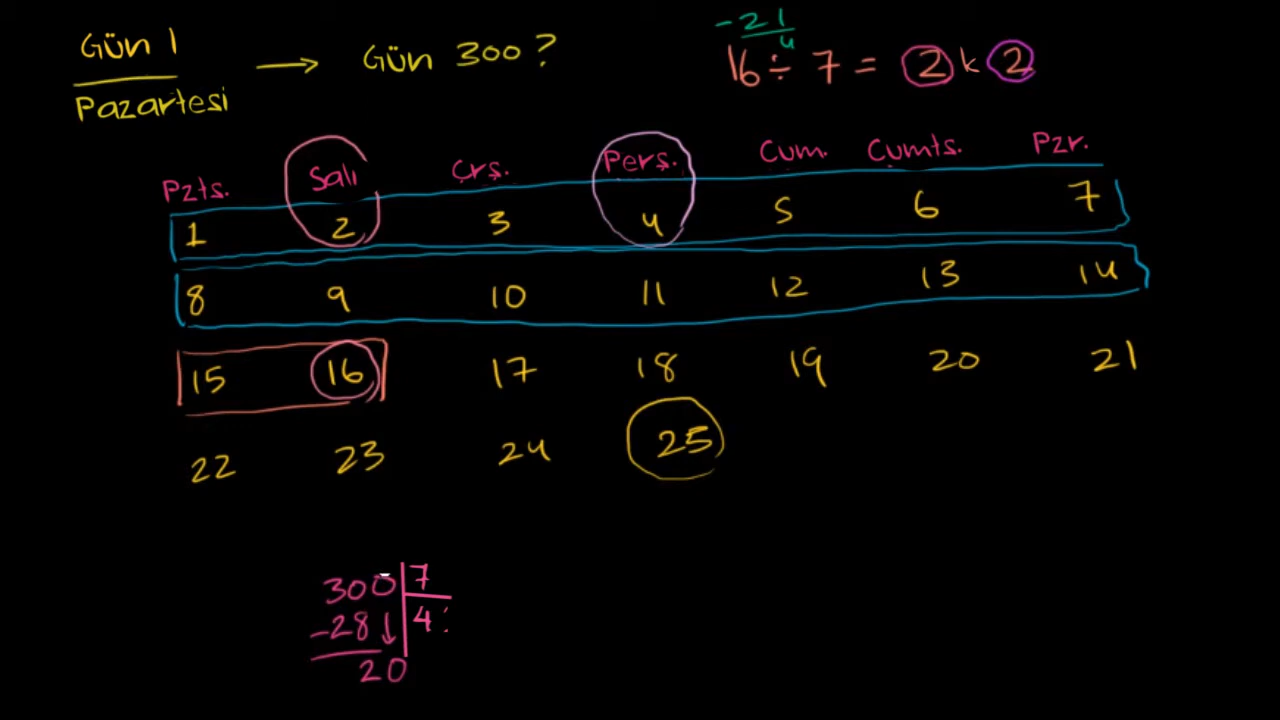 Gün 1
Pazartesi
Gün 300 ?
-21
4
16 ÷ 7 = 2 k 2
Pzts. Salı Çrş. Perş. Cum. Cumts. Pzr.
1 2 3 4 5 6 7
8 9 10 11 12 13 14
15 16 17 18 19 20 21
22 23 24 25
300 7
-28 4
20